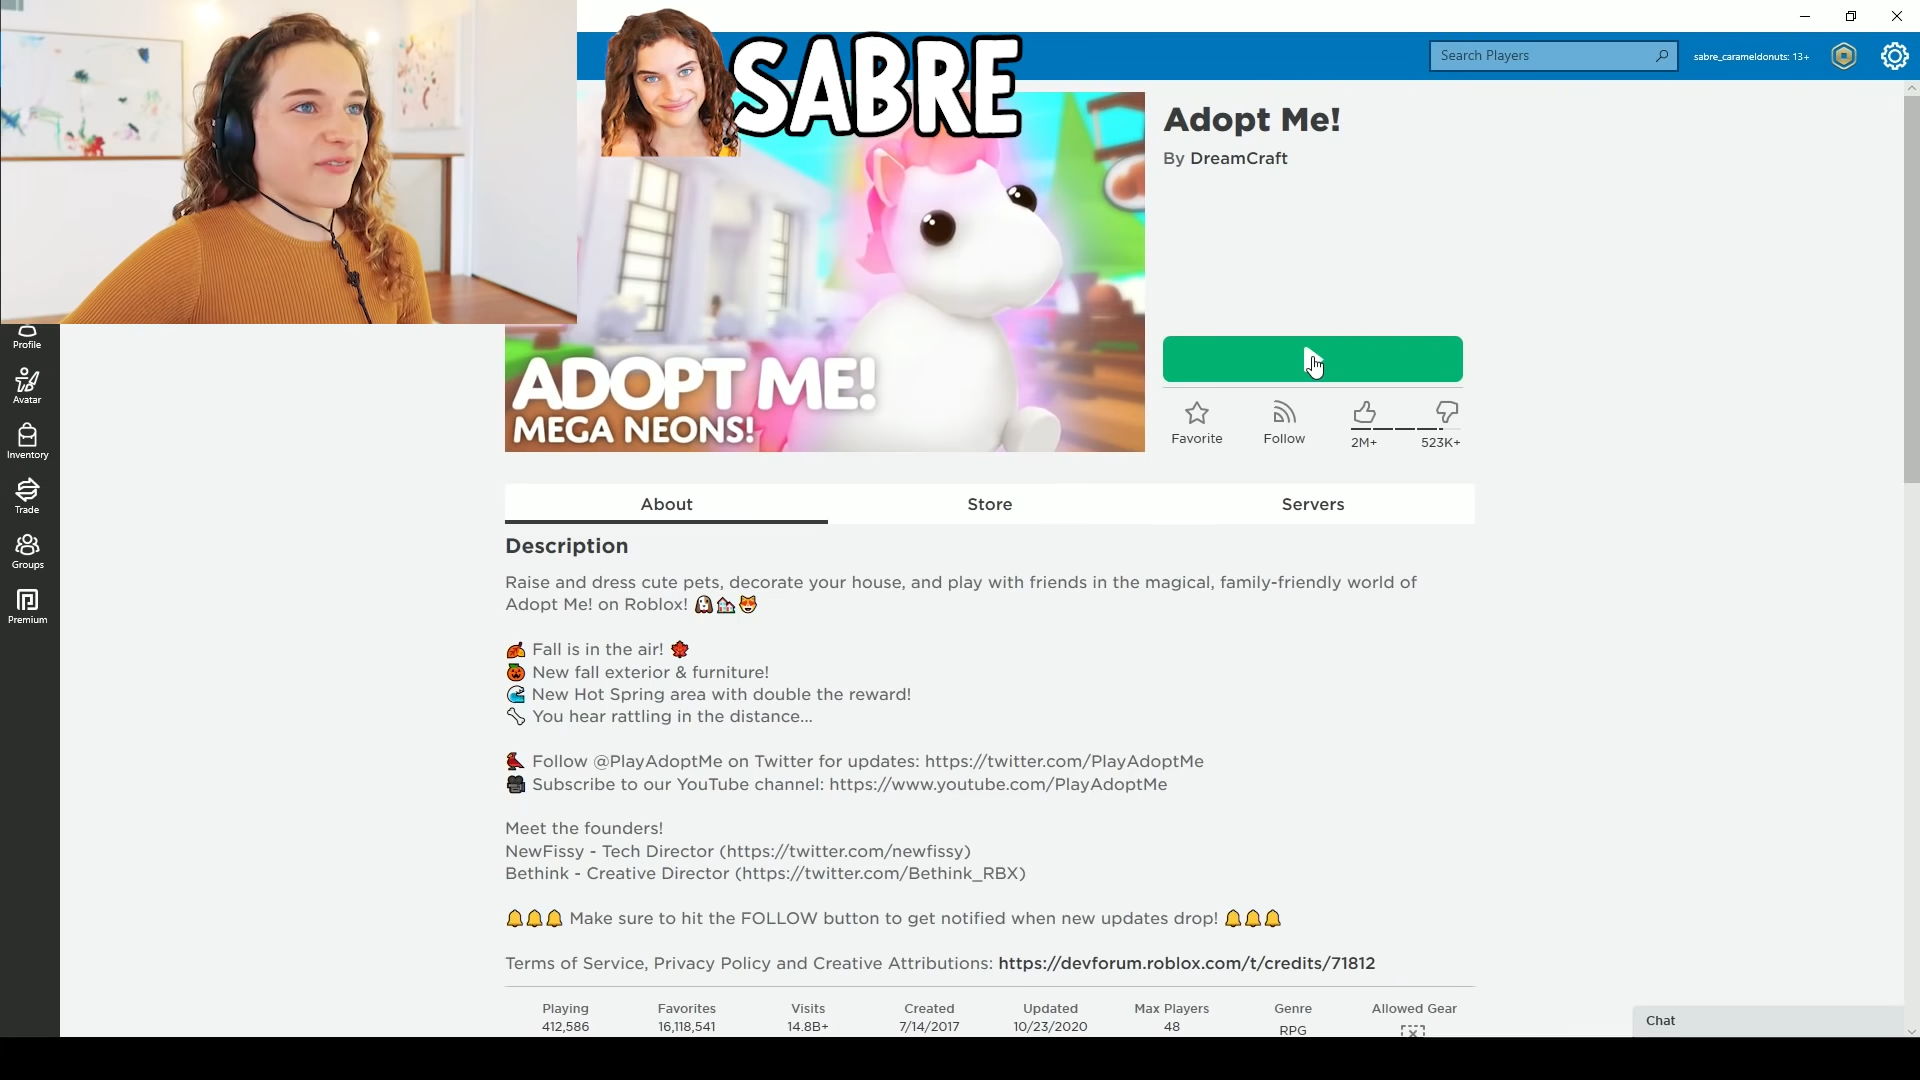 SABRE
Search Players
sabre_carameldonuts: 13+
Adopt Me!
By DreamCraft
ADOPT ME!
MEGA NEONS!
Favorite
Follow
2M+
523K+
Profile
Avatar
Inventory
Trade
Groups
Premium
About
Store
Servers
Description
Raise and dress cute pets, decorate your house, and play with friends in the magical, family-friendly world of
Adopt Me! on Roblox! 🐶🏘️😻
🍂 Fall is in the air! 🍁
🎃 New fall exterior & furniture!
🌊 New Hot Spring area with double the reward!
🦴 You hear rattling in the distance...
🐦 Follow @PlayAdoptMe on Twitter for updates: https://twitter.com/PlayAdoptMe
🎥 Subscribe to our YouTube channel: https://www.youtube.com/PlayAdoptMe
Meet the founders!
NewFissy - Tech Director (https://twitter.com/newfissy)
Bethink - Creative Director (https://twitter.com/Bethink_RBX)
🔔🔔🔔 Make sure to hit the FOLLOW button to get notified when new updates drop! 🔔🔔🔔
Terms of Service, Privacy Policy and Creative Attributions: https://devforum.roblox.com/t/credits/71812
Playing
Favorites
Visits
Created
Updated
Max Players
Genre
Allowed Gear
412,586
16,118,541
14.8B+
7/14/2017
10/23/2020
48
RPG
Chat